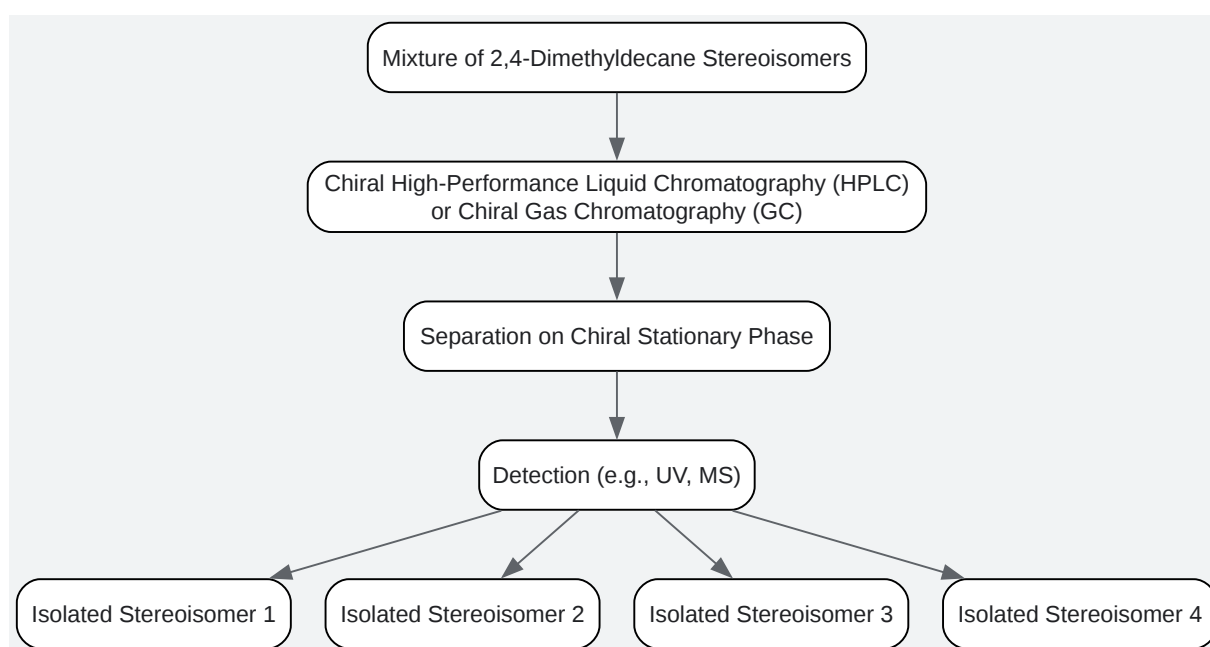 Mixture of 2,4-Dimethyldecane Stereoisomers
Chiral High-Performance Liquid Chromatography (HPLC)
or Chiral Gas Chromatography (GC)
Separation on Chiral Stationary Phase
Detection (e.g., UV, MS)
Isolated Stereoisomer 1
Isolated Stereoisomer 2
Isolated Stereoisomer 3
Isolated Stereoisomer 4